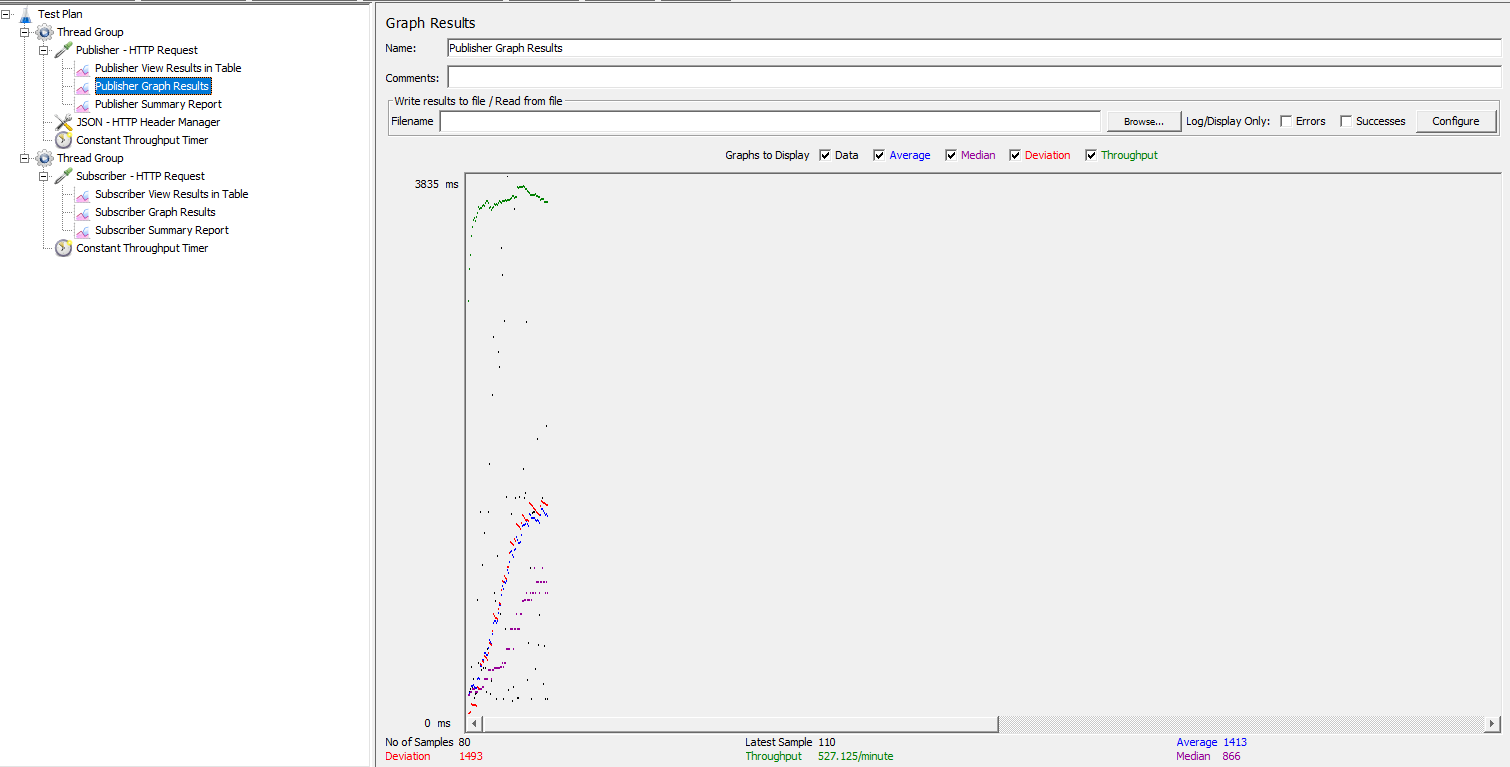 Test Plan
Thread Group
Publisher - HTTP Request
Publisher View Results in Table
Publisher Graph Results
Publisher Summary Report
JSON - HTTP Header Manager
Constant Throughput Timer
Thread Group
Subscriber - HTTP Request
Subscriber View Results in Table
Subscriber Graph Results
Subscriber Summary Report
Constant Throughput Timer
Graph Results
Name: Publisher Graph Results
Comments:
Write results to file / Read from file
Filename Browse... Log/Display Only: Errors Successes Configure
Graphs to Display Data Average Median Deviation Throughput
3835 ms
0 ms
No of Samples 80 Latest Sample 110 Average 1413
Deviation 1493 Throughput 527.125/minute Median 866